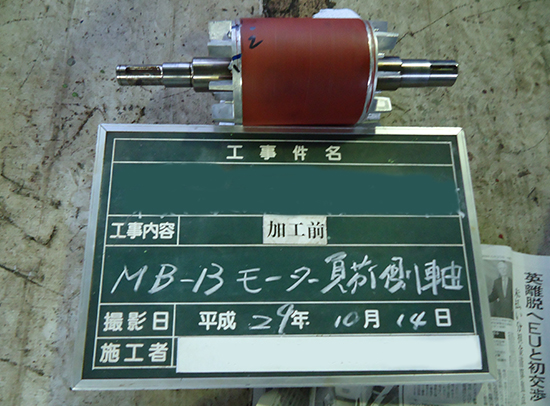 2
工事件名
工事内容 加工前
MB-B モーター 負荷側軸
撮影日 平成 29年 10月 14日
施工者
英離脱へEUと初交渉